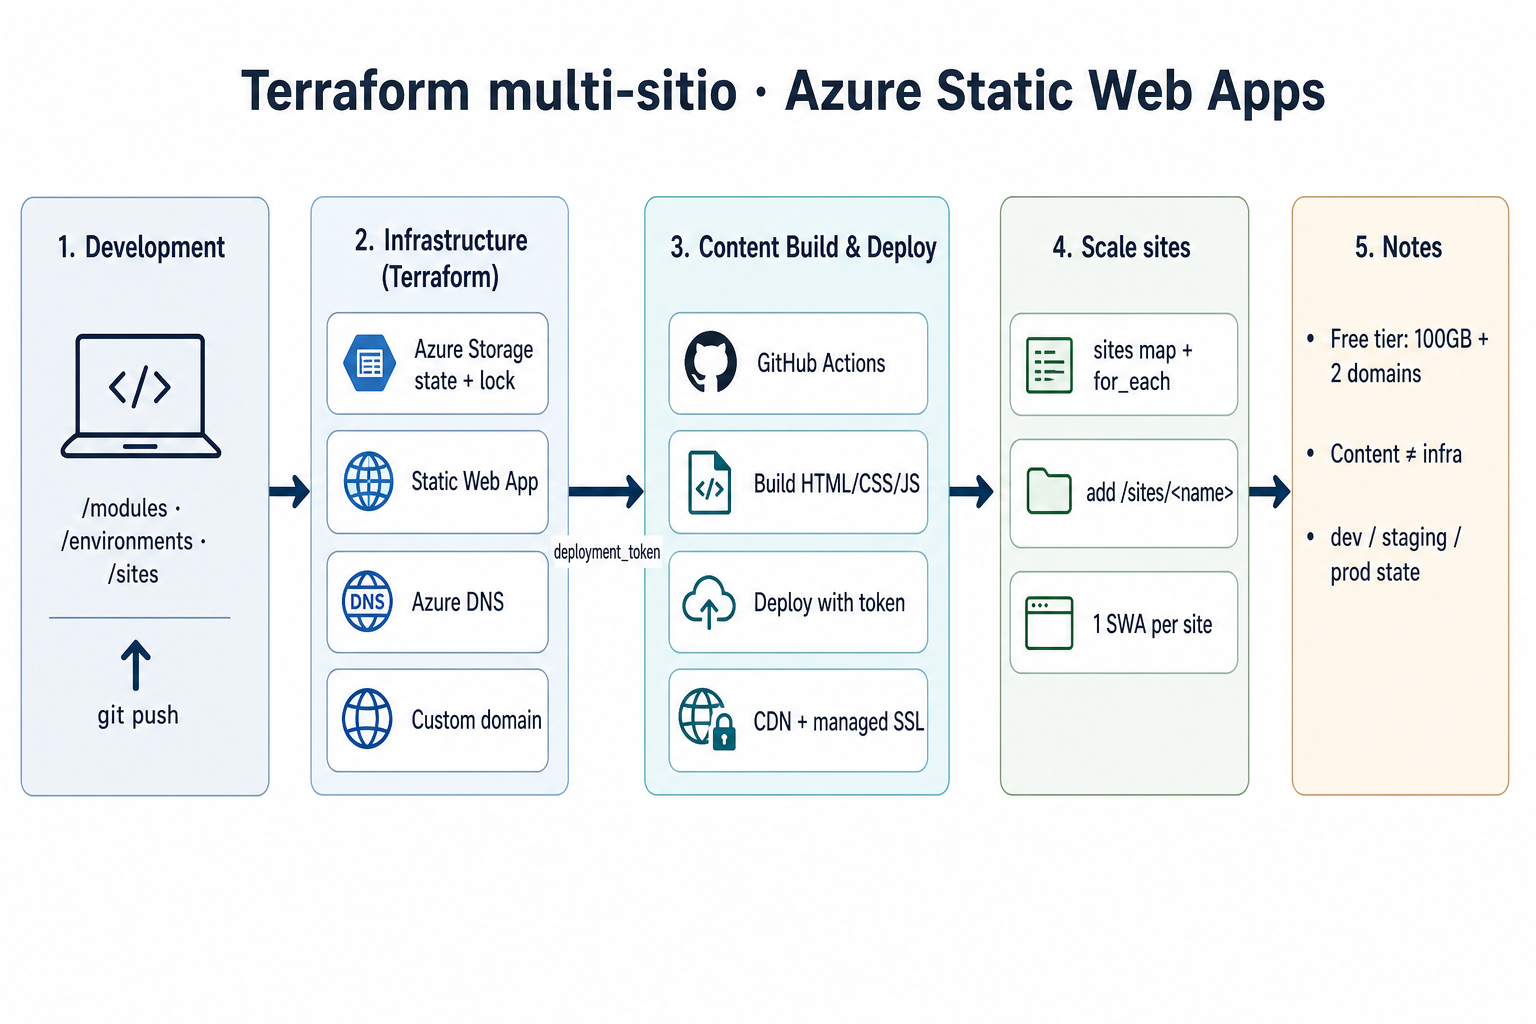 Terraform multi-sitio · Azure Static Web Apps
1. Development
</>
/modules ·
/environments ·
/sites
git push
2. Infrastructure
(Terraform)
Azure Storage
state + lock
Static Web App
DNS
Azure DNS
Custom domain
deployment_token
3. Content Build & Deploy
GitHub Actions
</>
Build HTML/CSS/JS
Deploy with token
CDN + managed SSL
4. Scale sites
sites map +
for_each
add /sites/<name>
1 SWA per site
5. Notes
• Free tier: 100GB +
2 domains
• Content ≠ infra
• dev / staging /
prod state